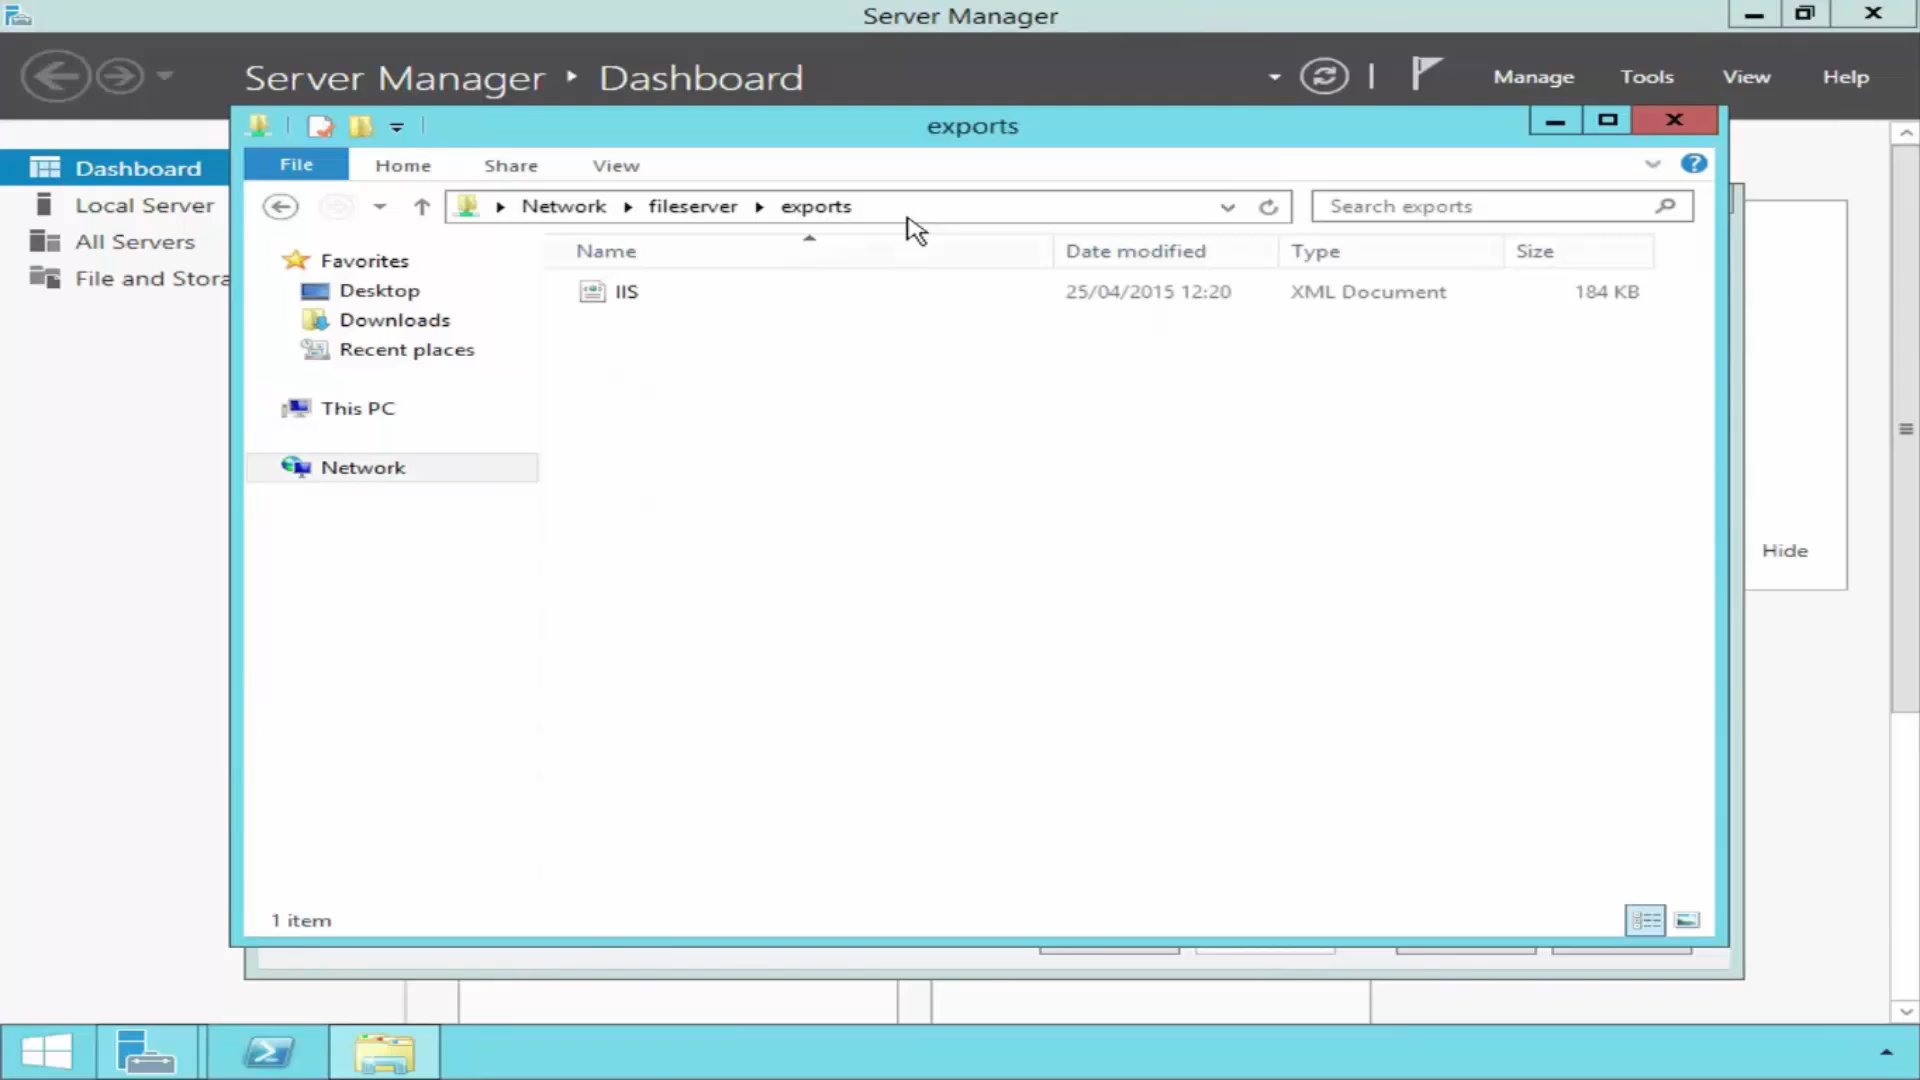 Server Manager
Server Manager Dashboard
Manage Tools View Help
exports
File Home Share View
Network fileserver exports
Search exports
Dashboard
Local Server
All Servers
File and Stora
Favorites
Desktop
Downloads
Recent places
This PC
Network
Name Date modified Type Size
IIS 25/04/2015 12:20 XML Document 184 KB
Hide
1 item